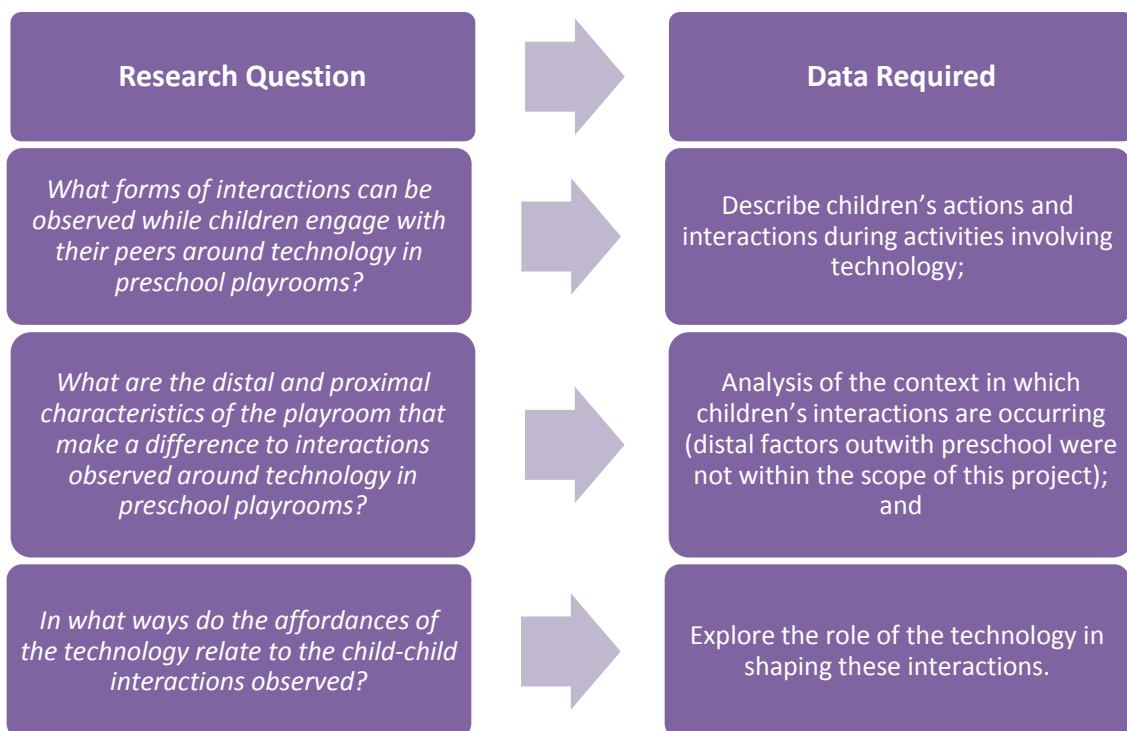 Research Question
Data Required
What forms of interactions can be
observed while children engage with
their peers around technology in
preschool playrooms?
Describe children’s actions and
interactions during activities involving
technology;
What are the distal and proximal
characteristics of the playroom that
make a difference to interactions
observed around technology in
preschool playrooms?
Analysis of the context in which
children’s interactions are occurring
(distal factors outwith preschool were
not within the scope of this project);
and
In what ways do the affordances of
the technology relate to the child-child
interactions observed?
Explore the role of the technology in
shaping these interactions.